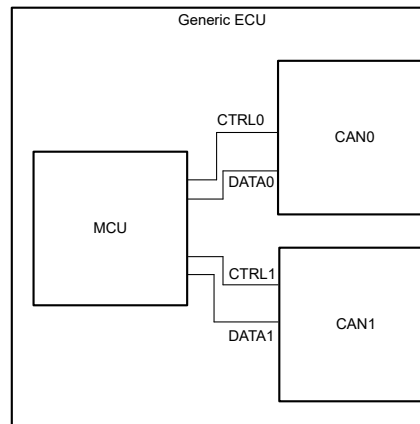 Generic ECU
CTRL0
CAN0
DATA0
MCU
CTRL1
CAN1
DATA1